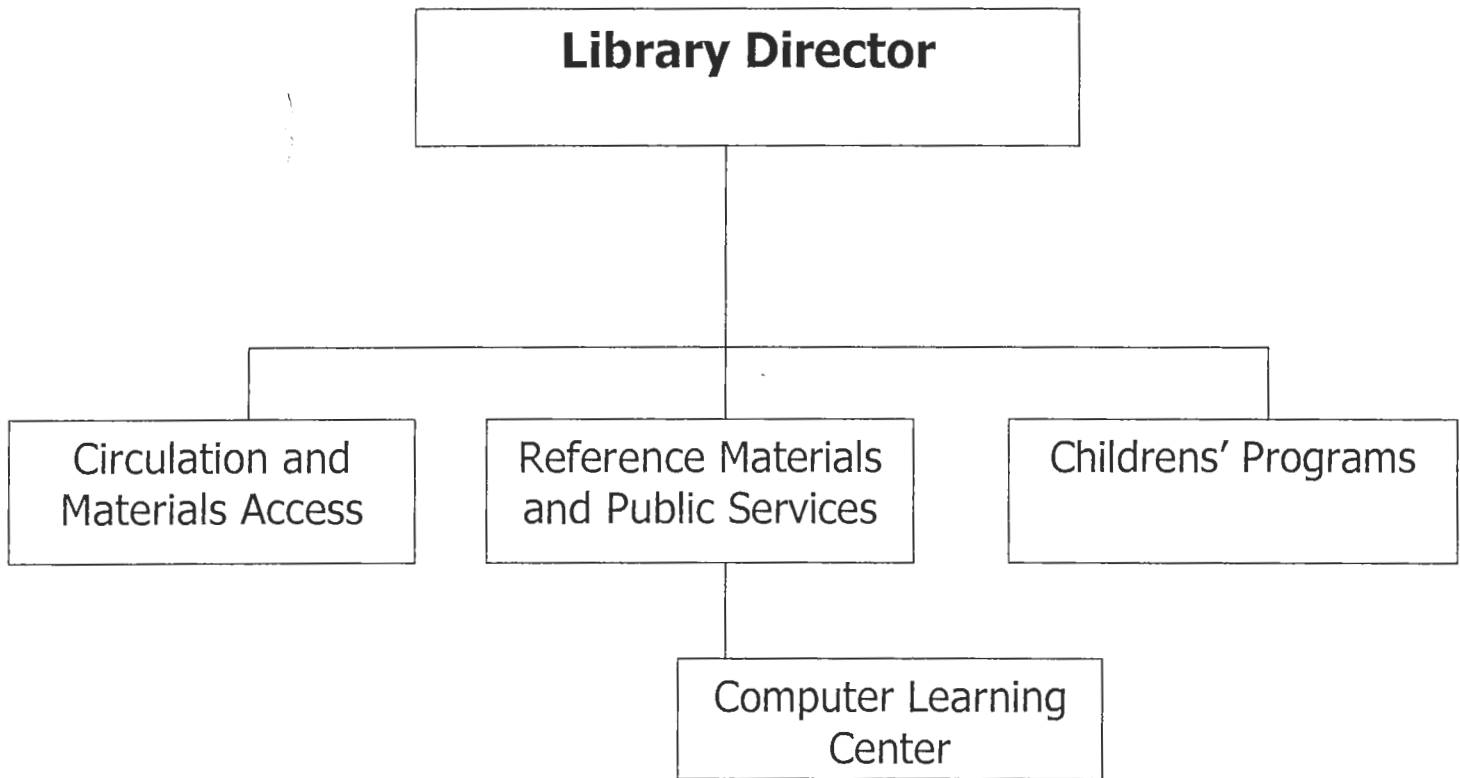 Library Director
Circulation and
Materials Access
Reference Materials
and Public Services
Childrens’ Programs
Computer Learning
Center